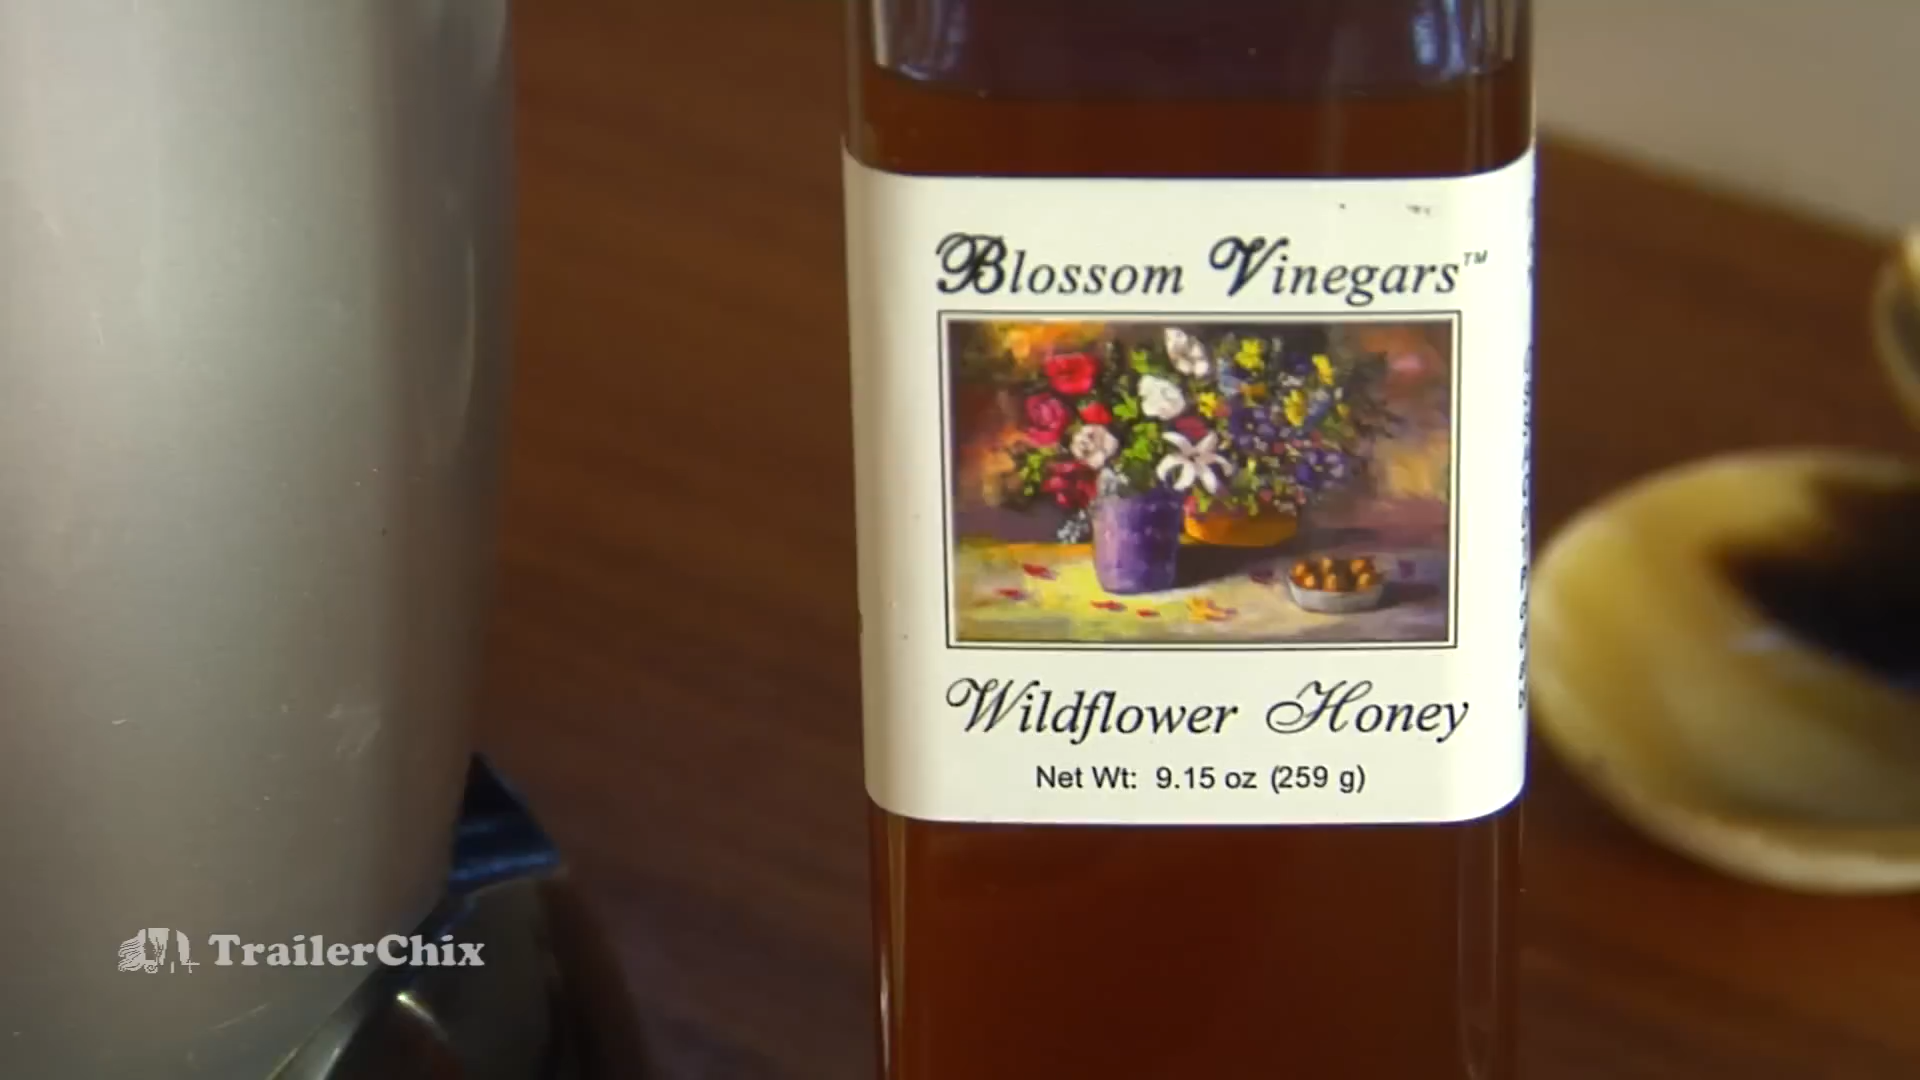 Blossom Vinegars™
Wildflower Honey
Net Wt: 9.15 oz (259 g)
TrailerChix